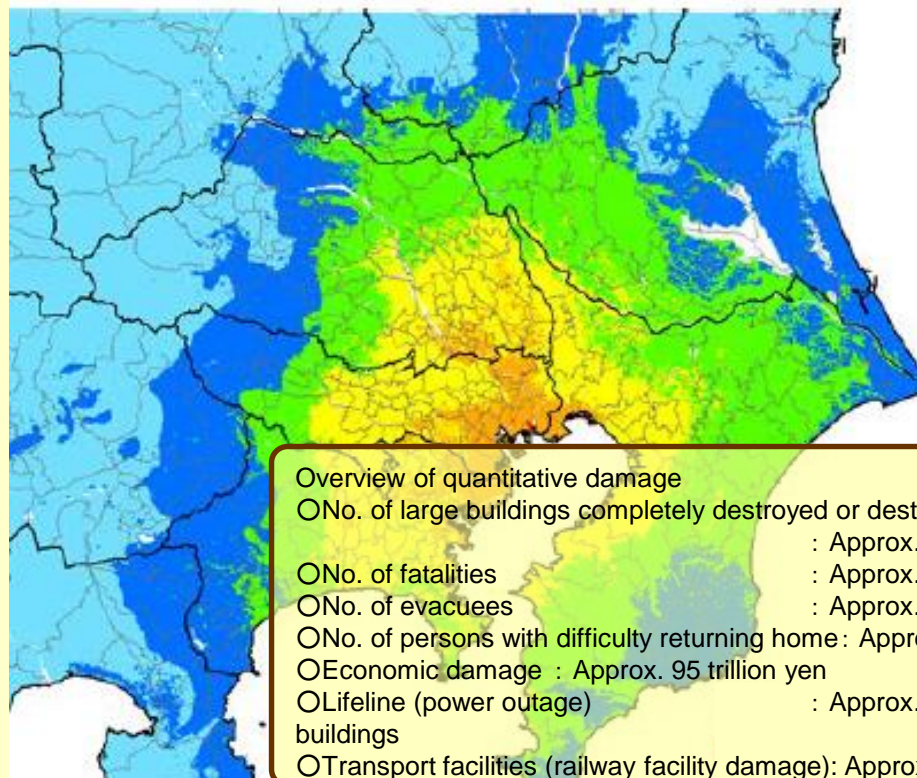 Overview of quantitative damage
○No. of large buildings completely destroyed or dest
: Approx.
○No. of fatalities : Approx.
○No. of evacuees : Approx.
○No. of persons with difficulty returning home : Appr
○Economic damage : Approx. 95 trillion yen
○Lifeline (power outage) : Approx.
buildings
○Transport facilities (railway facility damage): Appro